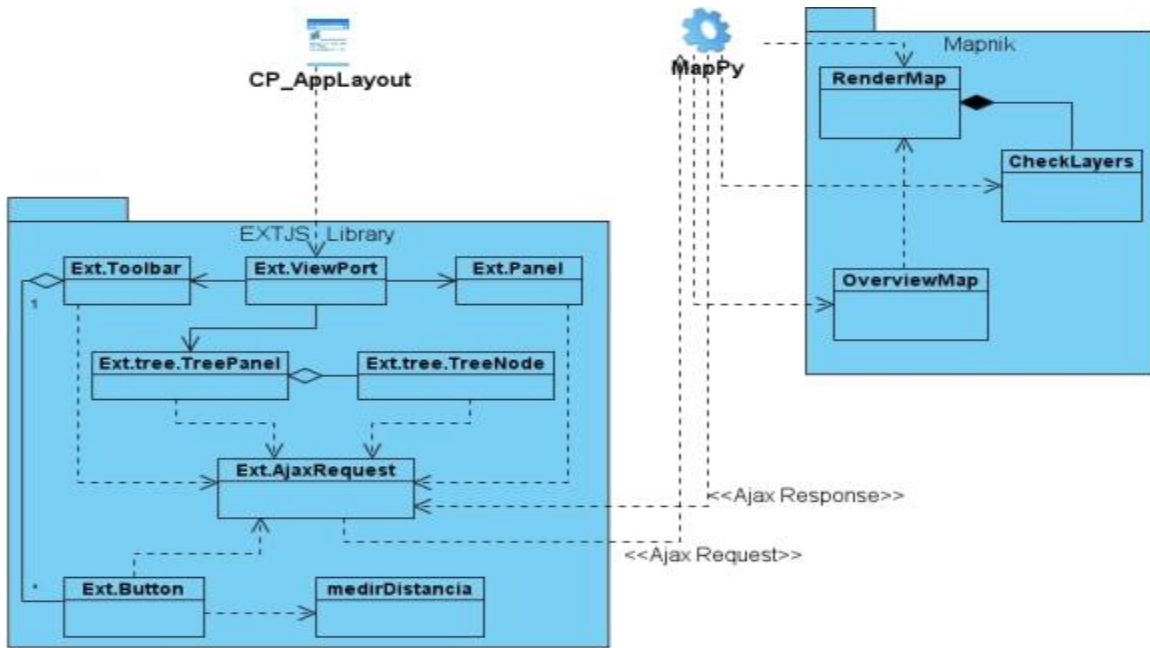 CP_AppLayout
MapPy
Mapnik
RenderMap
CheckLayers
OverviewMap
EXTJS Library
Ext.Toolbar
Ext.ViewPort
Ext.Panel
1
Ext.tree.TreePanel
Ext.tree.TreeNode
Ext.AjaxRequest
<<Ajax Response>>
<<Ajax Request>>
*
Ext.Button
medirDistancia